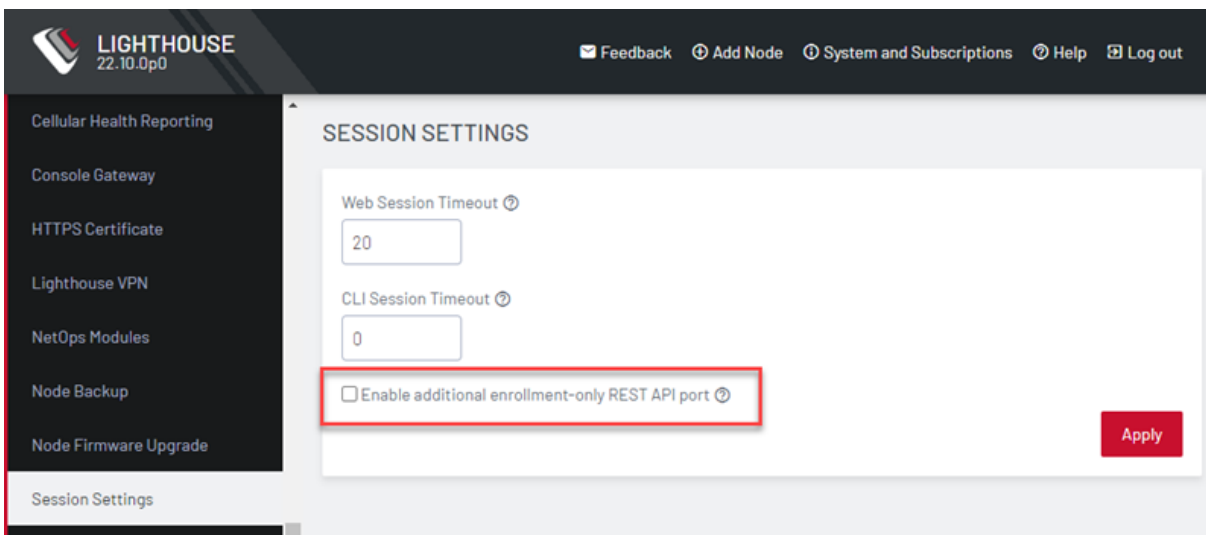 LIGHTHOUSE
22.10.0p0
Feedback
Add Node
System and Subscriptions
Help
Log out
Cellular Health Reporting
Console Gateway
HTTPS Certificate
Lighthouse VPN
NetOps Modules
Node Backup
Node Firmware Upgrade
Session Settings
SESSION SETTINGS
Web Session Timeout
20
CLI Session Timeout
0
Enable additional enrollment-only REST API port
Apply